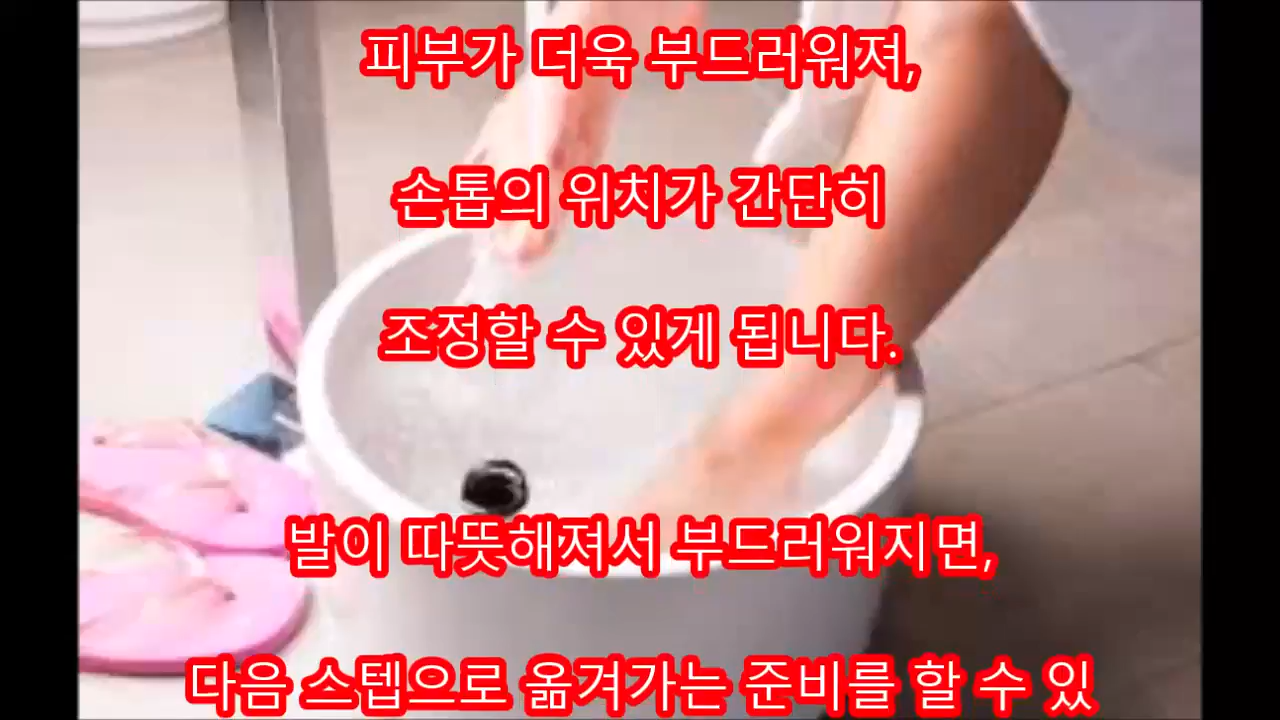 피부가 더욱 부드러워져,
손톱의 위치가 간단히
조정할 수 있게 됩니다.
발이 따뜻해져서 부드러워지면,
다음 스텝으로 옮겨가는 준비를 할 수 있